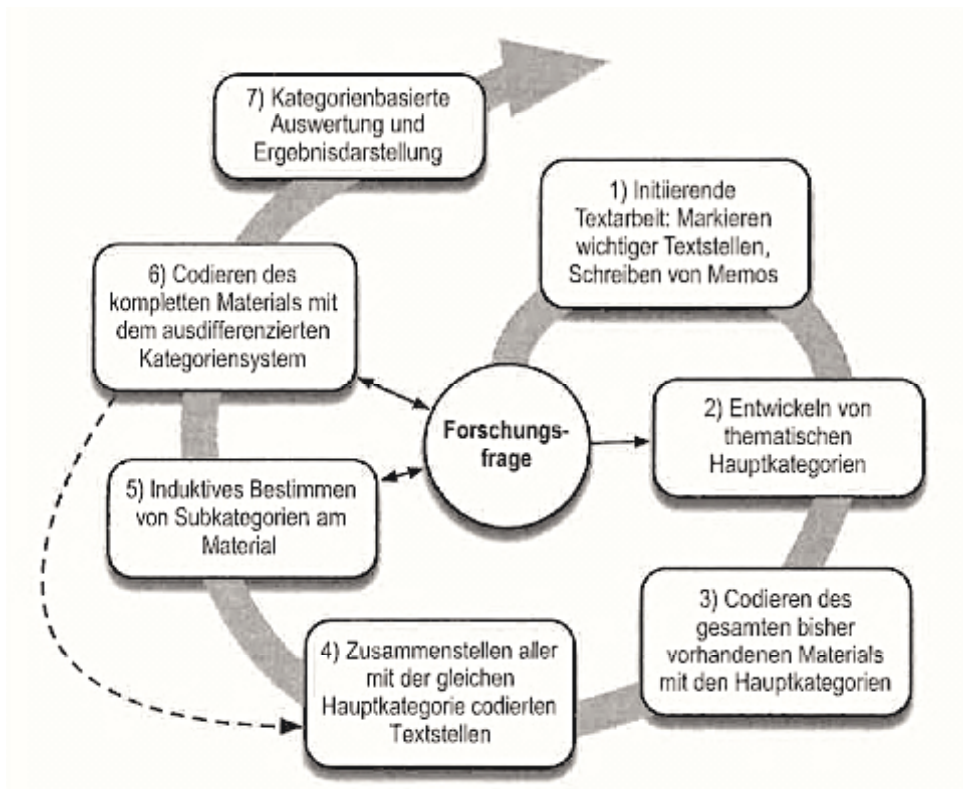 7) Kategorienbasierte
Auswertung und
Ergebnisdarstellung
1) Initiierende
Textarbeit: Markieren
wichtiger Textstellen,
Schreiben von Memos
6) Codieren des
kompletten Materials mit
dem ausdifferenzierten
Kategoriensystem
Forschungs-
frage
2) Entwickeln von
thematischen
Hauptkategorien
5) Induktives Bestimmen
von Subkategorien am
Material
3) Codieren des
gesamten bisher
vorhandenen Materials
mit den Hauptkategorien
4) Zusammenstellen aller
mit der gleichen
Hauptkategorie codierten
Textstellen